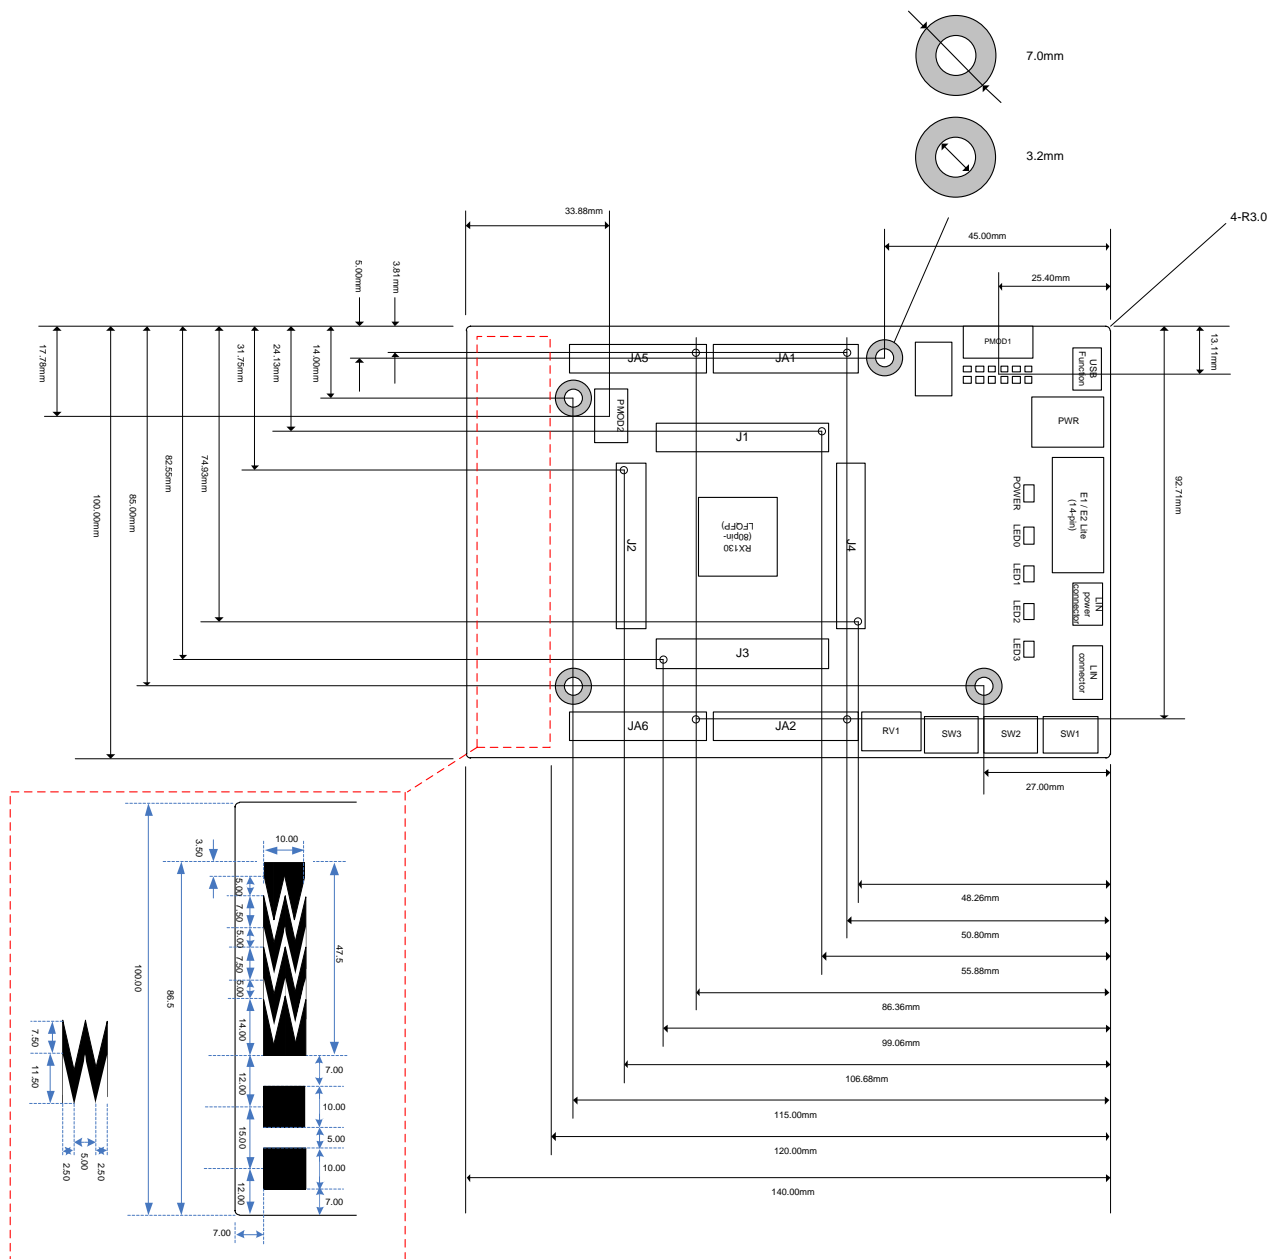 7.0mm
3.2mm
4-R3.0
33.88mm
45.00mm
25.40mm
5.00mm
3.81mm
13.11mm
17.78mm
14.00mm
24.13mm
31.75mm
74.93mm
82.55mm
85.00mm
100.00mm
92.71mm
JA5
JA1
PMOD1
USB
Function
PMOD2
PWR
J1
J2
J4
J3
RX130
(80pin-
LFQFP)
E1 / E2 Lite
(14-pin)
POWER
LED0
LED1
LED2
LED3
LIN
power
connector
LIN
connector
JA6
JA2
RV1
SW3
SW2
SW1
27.00mm
48.26mm
50.80mm
55.88mm
86.36mm
99.06mm
106.68mm
115.00mm
120.00mm
140.00mm
3.50
10.00
5.00
7.50
5.00
7.50
5.00
14.00
12.00
15.00
12.00
47.5
100.00
86.5
7.00
10.00
5.00
10.00
7.00
7.00
7.50
11.50
2.50
5.00
2.50